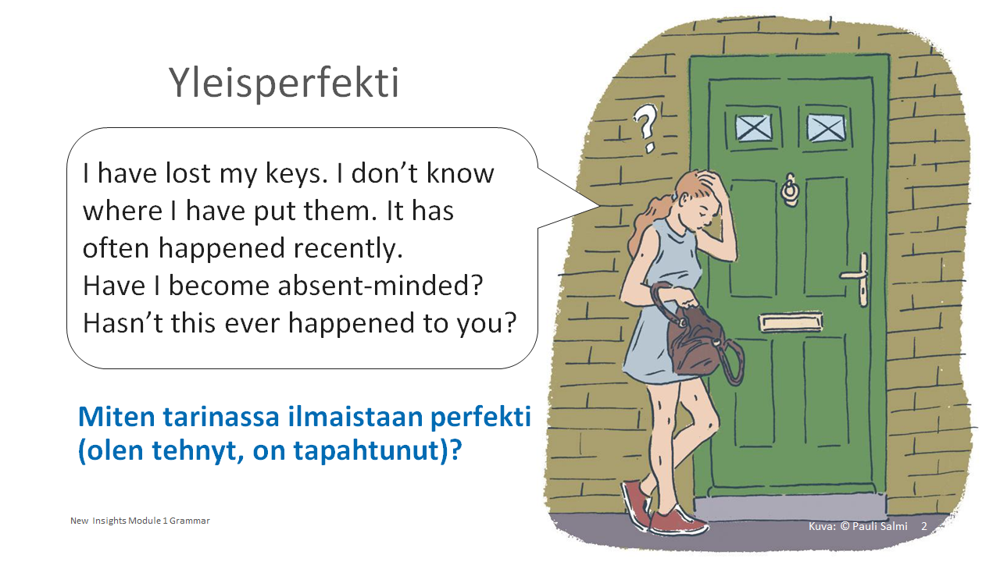 Yleisperfekti
I have lost my keys. I don’t know
where I have put them. It has
often happened recently.
Have I become absent-minded?
Hasn’t this ever happened to you?
?
Miten tarinassa ilmaistaan perfekti
(olen tehnyt, on tapahtunut)?
New Insights Module 1 Grammar
Kuva: © Pauli Salmi 2